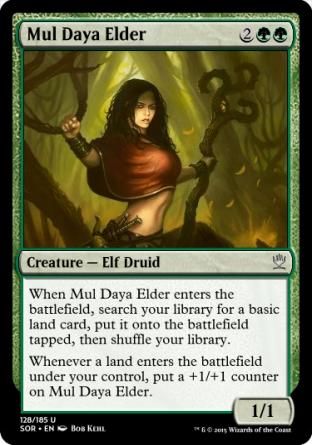 Mul Daya Elder 2
Creature — Elf Druid
When Mul Daya Elder enters the
battlefield, search your library for a basic
land card, put it onto the battlefield
tapped, then shuffle your library.
Whenever a land enters the battlefield
under your control, put a +1/+1 counter
on Mul Daya Elder.
1/1
128/185 U
SOR • EN Bob Kehl
™ & © 2015 Wizards of the Coast